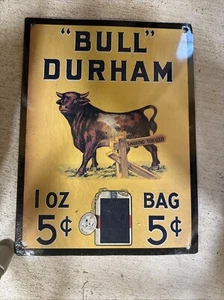 "BULL"
DURHAM
1 OZ BAG
5¢ 5¢